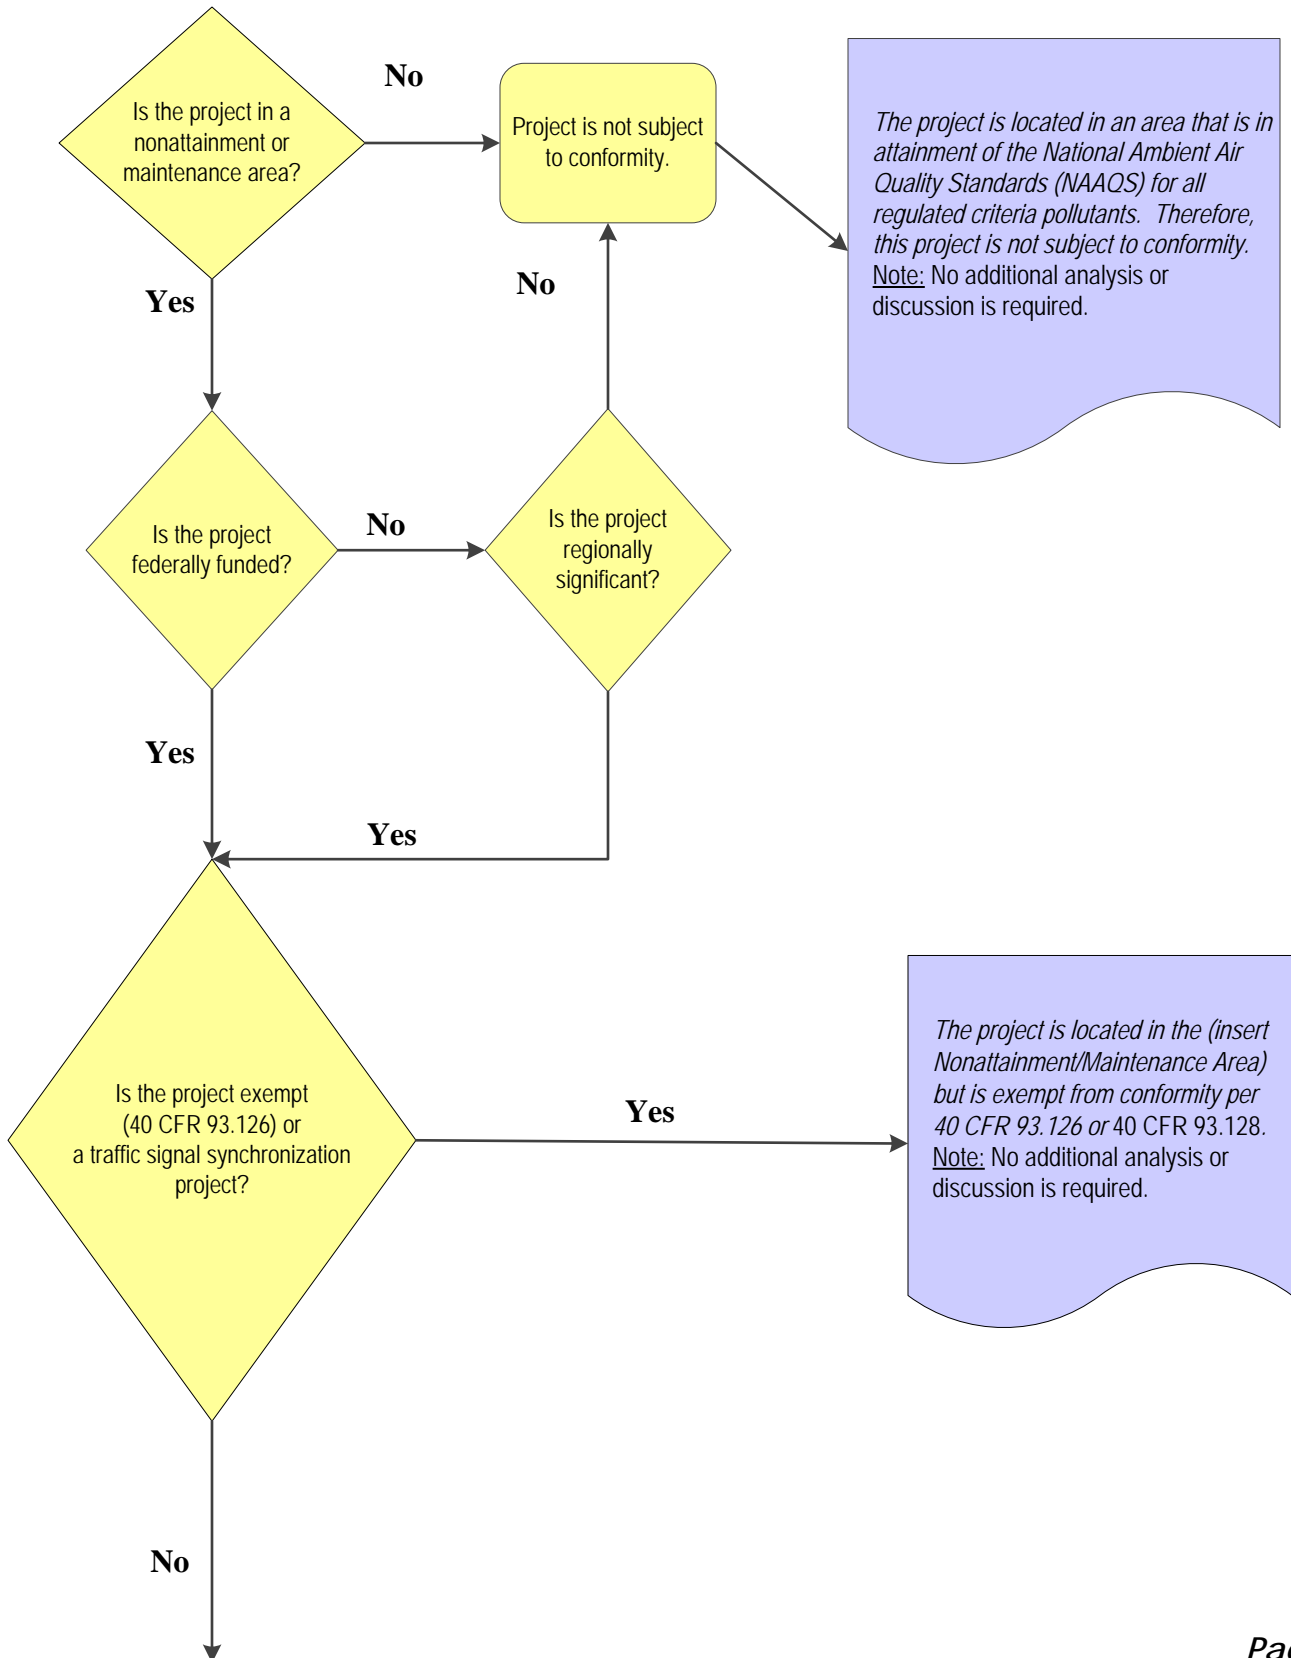 Is the project in a
nonattainment or
maintenance area?
No
Project is not subject
to conformity.
The project is located in an area that is in
attainment of the National Ambient Air
Quality Standards (NAAQS) for all
regulated criteria pollutants.  Therefore,
this project is not subject to conformity.
Note: No additional analysis or
discussion is required.
Yes
No
Is the project
federally funded?
No
Is the project
regionally
significant?
Yes
Yes
Is the project exempt
(40 CFR 93.126) or
a traffic signal synchronization
project?
Yes
The project is located in the (insert
Nonattainment/Maintenance Area)
but is exempt from conformity per
40 CFR 93.126 or 40 CFR 93.128.
Note: No additional analysis or
discussion is required.
No